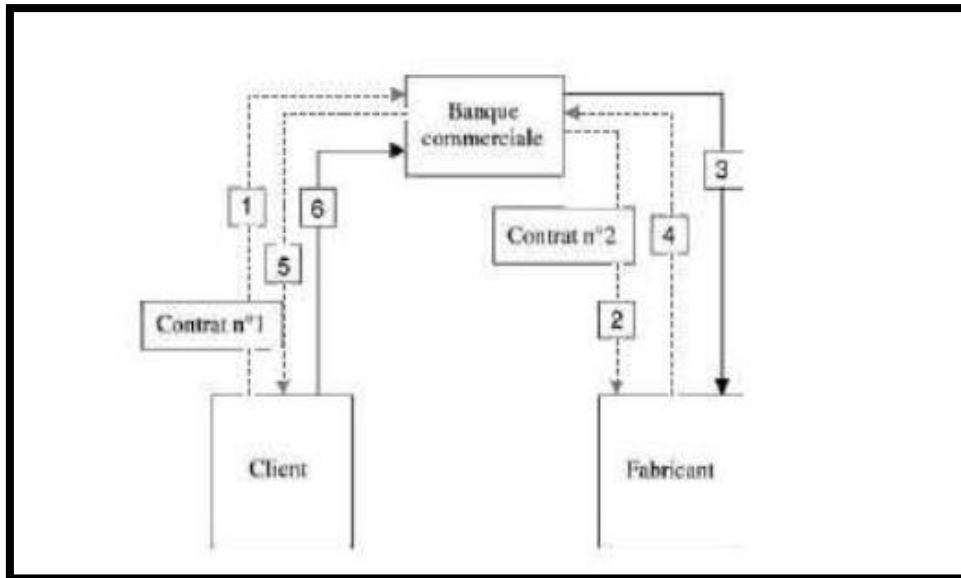 Banque
commerciale
3
1
6
Contrat n°2
4
5
Contrat n°1
2
Client
Fabricant